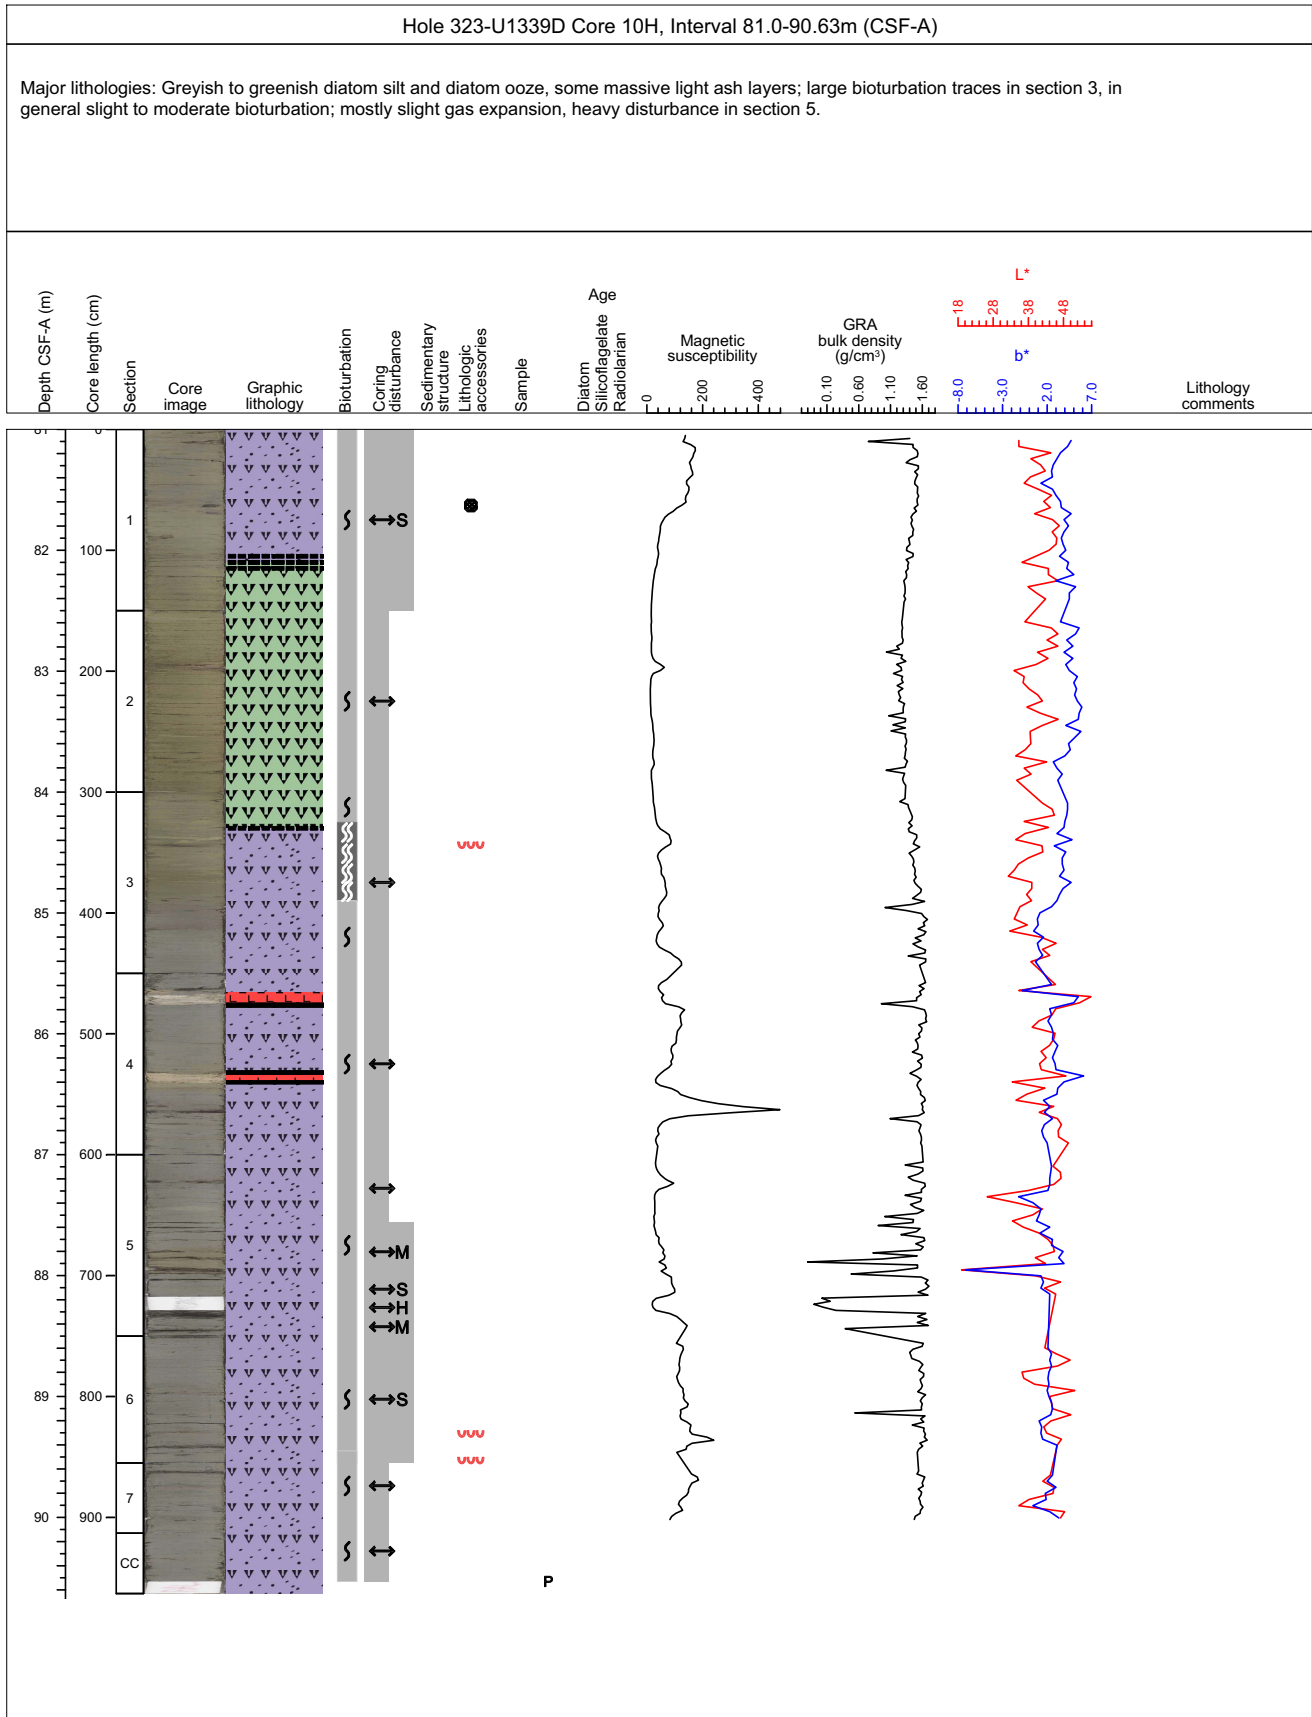 Hole 323-U1339D Core 10H, Interval 81.0-90.63m (CSF-A)
Major lithologies: Greyish to greenish diatom silt and diatom ooze, some massive light ash layers; large bioturbation traces in section 3, in
general slight to moderate bioturbation; mostly slight gas expansion, heavy disturbance in section 5.
Depth CSF-A (m)
Core length (cm)
Section
Core
image
Graphic
lithology
Bioturbation
Coring
disturbance
Sedimentary
structure
Lithologic
accessories
Sample
Age
Diatom
Silicoflagelate
Radiolarian
Magnetic
susceptibility
0
200
400
GRA
bulk density
(g/cm³)
0.10
0.60
1.10
1.60
L*
18
28
38
48
b*
-8.0
-3.0
2.0
7.0
Lithology
comments
1
S
82 100
2
83 200
84 300
3
85 400
86 500
4
87 600
5
M
88 700
S
H
M
6
89 800
S
7
90 900
CC
P